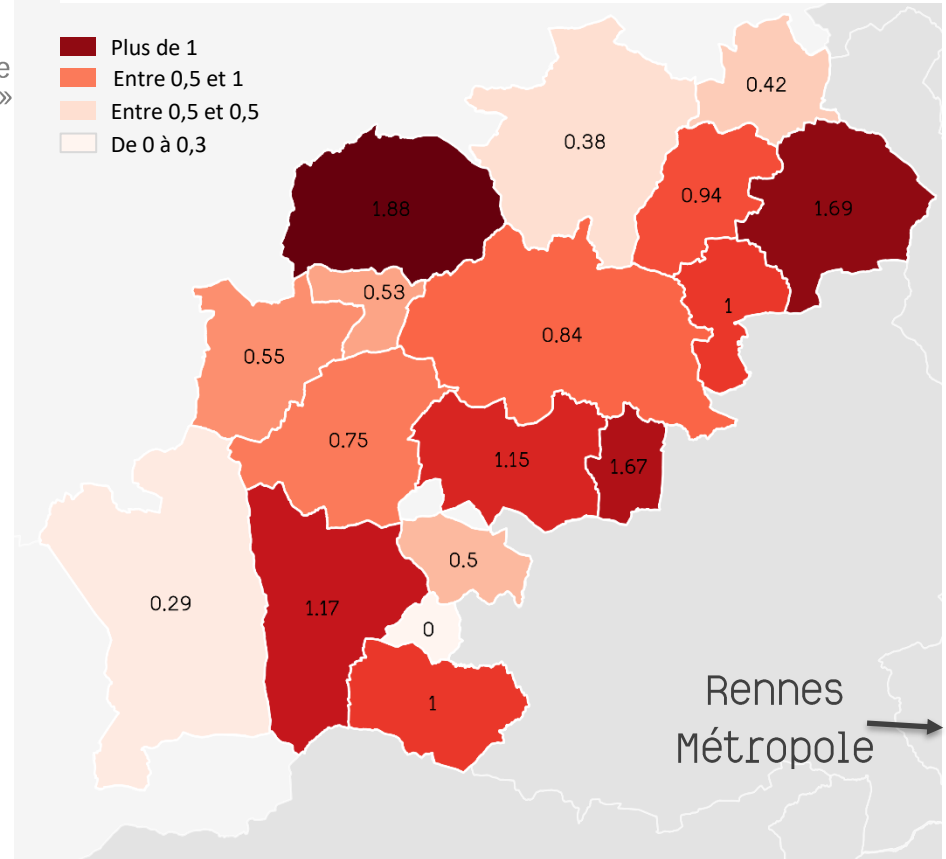 e
»
Plus de 1
Entre 0,5 et 1
Entre 0,5 et 0,5
De 0 à 0,3
0.42
0.38
0.94
1.69
1.88
0.53
1
0.84
0.55
0.75
1.15
1.67
0.5
0.29
1.17
0
1
Rennes
Métropole